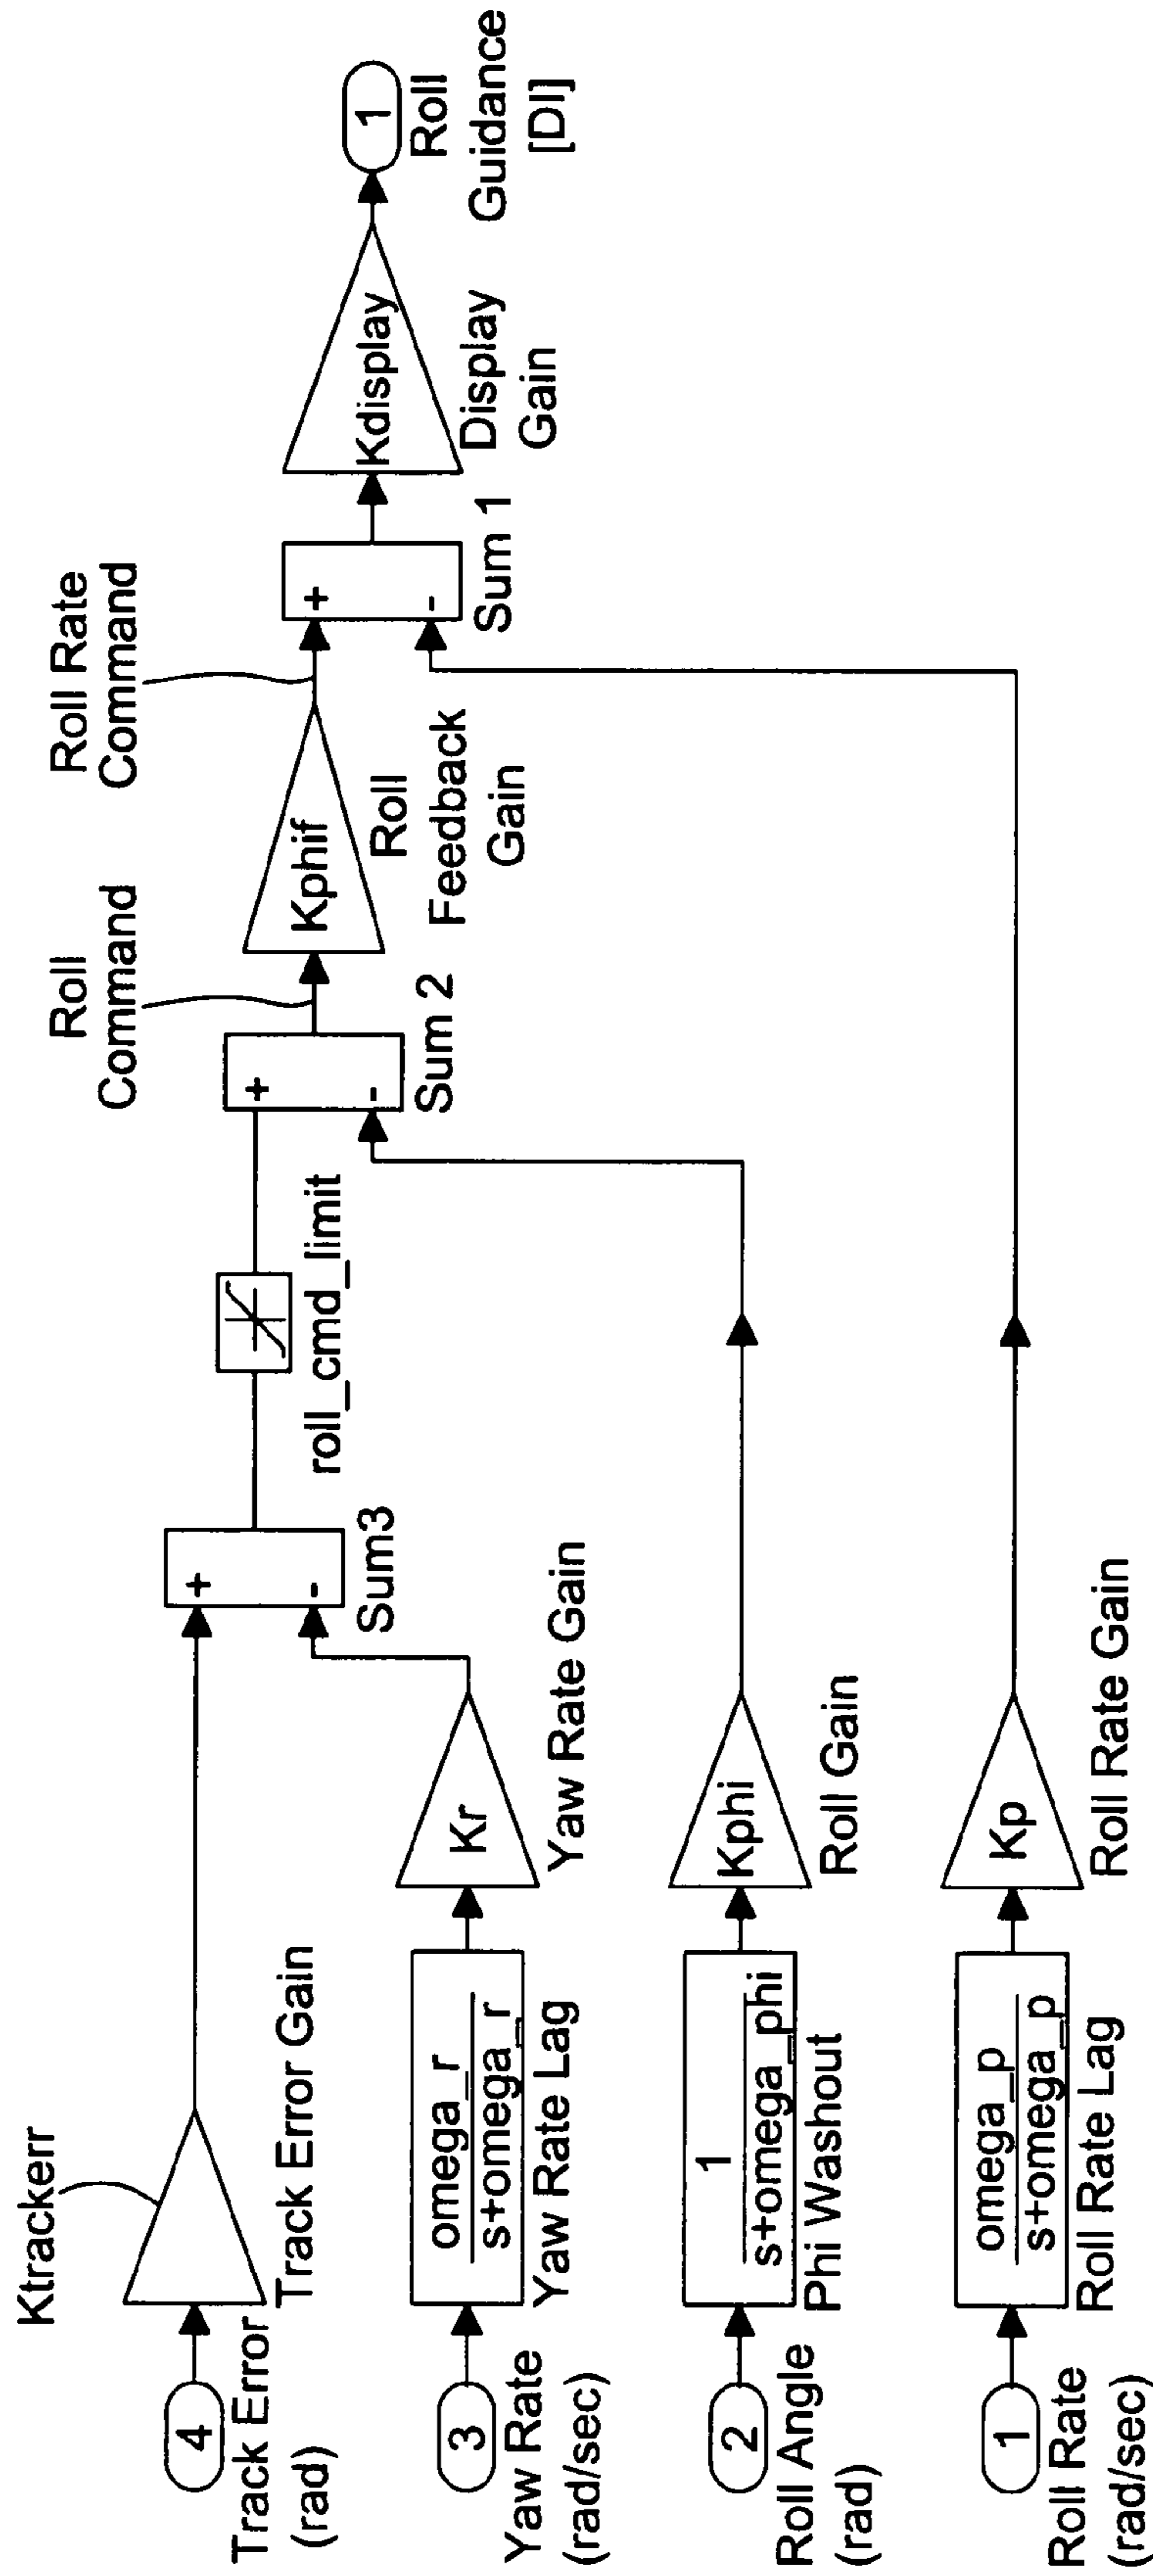 Ktrackerr
4
Track Error
(rad)
Track Error Gain
3
Yaw Rate
(rad/sec)
omega_r
s+omega_r
Yaw Rate Lag
Kr
Yaw Rate Gain
2
Roll Angle
(rad)
1
s+omega_phi
Phi Washout
Kphi
Roll Gain
1
Roll Rate
(rad/sec)
omega_p
s+omega_p
Roll Rate Lag
Kp
Roll Rate Gain
+
-
Sum3
roll_cmd_limit
+
-
Sum 2
Roll
Command
Kphif
Roll
Feedback
Gain
Roll Rate
Command
+
-
Sum 1
Kdisplay
Display
Gain
1
Roll
Guidance
[DI]